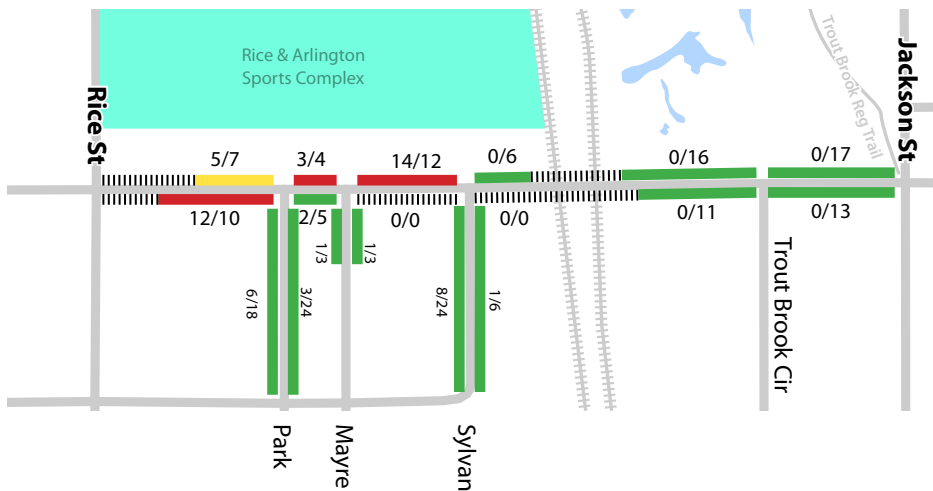 Rice & Arlington
Sports Complex
Rice St
Jackson St
Trout Brook Reg Trail
5/7
3/4
14/12
0/6
0/16
0/17
12/10
2/5
0/0
0/0
0/11
0/13
1/3
1/3
6/18
3/24
8/24
1/6
Trout Brook Cir
Park
Mayre
Sylvan